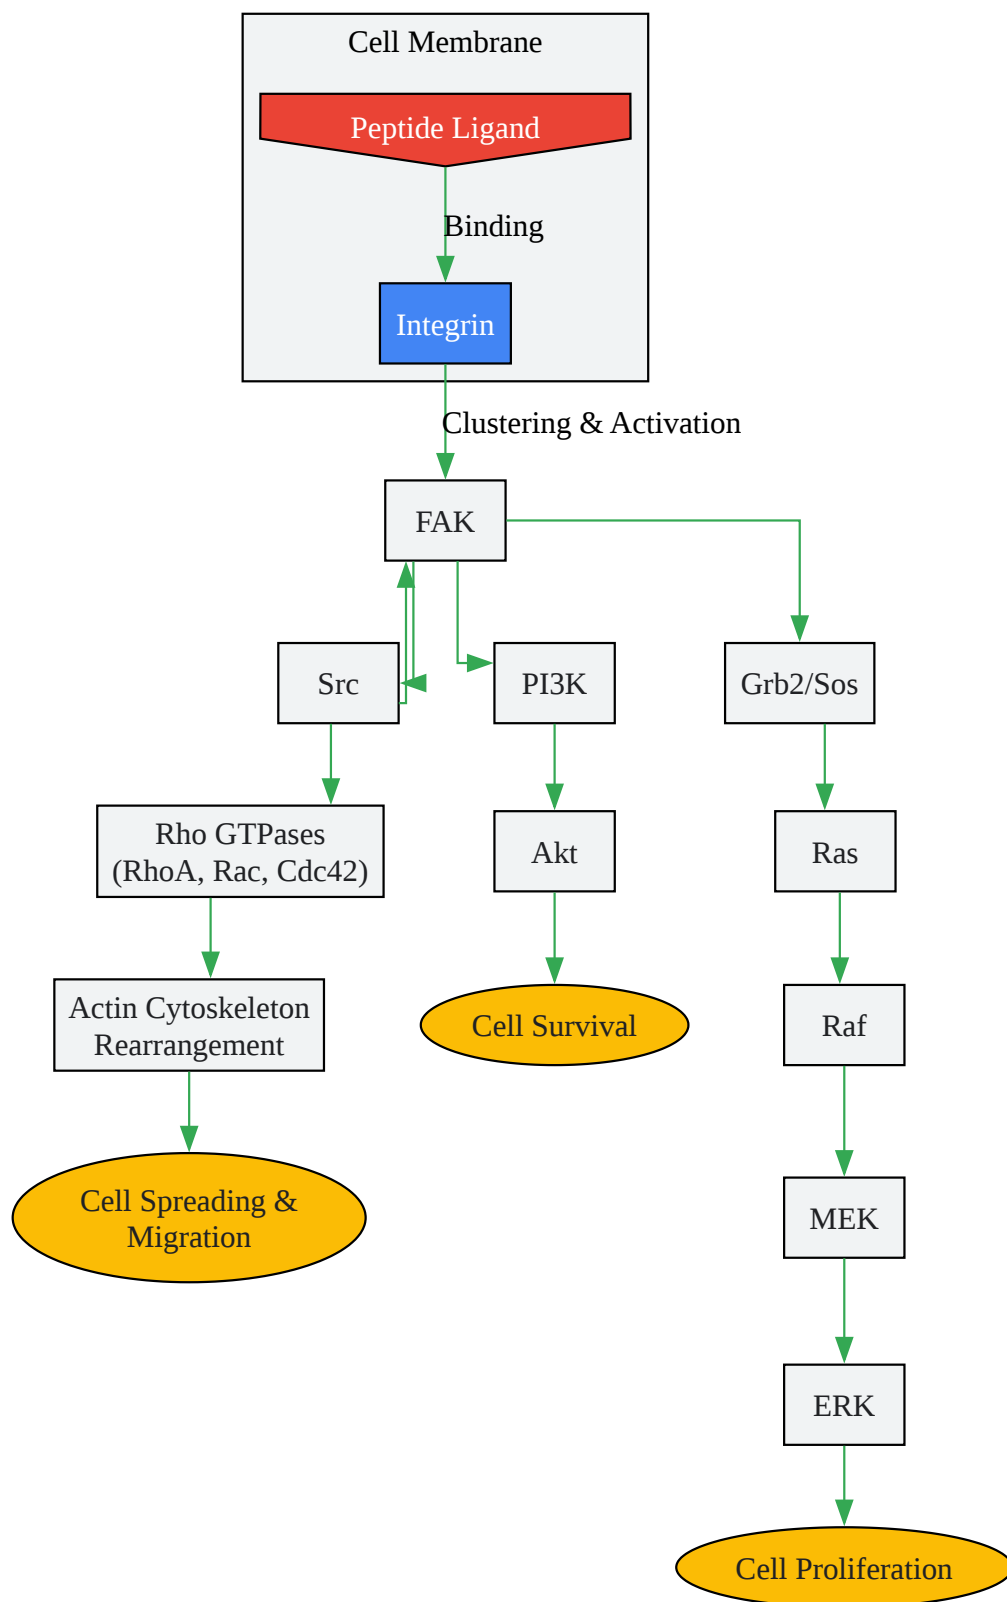 Cell Membrane
Peptide Ligand
Binding
Integrin
Clustering & Activation
FAK
Src
PI3K
Grb2/Sos
Rho GTPases
(RhoA, Rac, Cdc42)
Akt
Ras
Actin Cytoskeleton
Rearrangement
Cell Survival
Raf
Cell Spreading &
Migration
MEK
ERK
Cell Proliferation